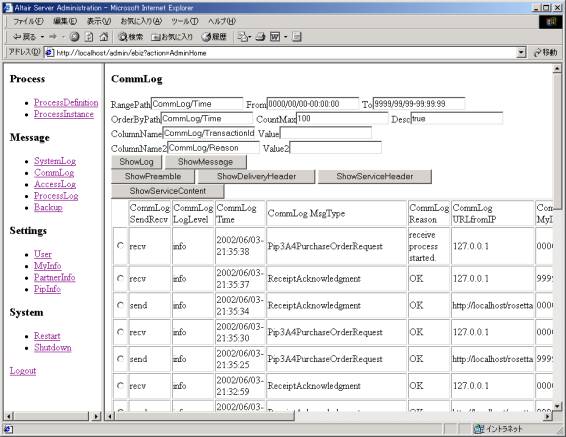 Altair Server Administration - Microsoft Internet Explorer
ファイル(F) 編集(E) 表示(V) お気に入り(A) ツール(T) ヘルプ(H)
戻る 検索 お気に入り 履歴
アドレス(D) http://localhost/admin/ebiz?action=AdminHome 移動
Process
ProcessDefinition
ProcessInstance
Message
SystemLog
CommLog
AccessLog
ProcessLog
Backup
Settings
User
MyInfo
PartnerInfo
PipInfo
System
Restart
Shutdown
Logout
CommLog
RangePath CommLog/Time From 0000/00/00-00:00:00 To 9999/99/99-99:99:99
OrderByPath CommLog/Time CountMax 100 Desc true
ColumnName CommLog/TransactionId Value
ColumnName2 CommLog/Reason Value2
ShowLog ShowMessage
ShowPreamble ShowDeliveryHeader ShowServiceHeader
ShowServiceContent
CommLog SendRecv CommLog LogLevel CommLog Time CommLog MsgType CommLog Reason CommLog URLfromIP
recv info 2002/06/03-21:35:38 Pip3A4PurchaseOrderRequest receive process started. 127.0.0.1 000
recv info 2002/06/03-21:35:37 ReceiptAcknowledgment OK 127.0.0.1 999
send info 2002/06/03-21:35:34 ReceiptAcknowledgment OK http://localhost/rosetta 000
recv info 2002/06/03-21:35:30 Pip3A4PurchaseOrderRequest OK 127.0.0.1 000
send info 2002/06/03-21:35:25 Pip3A4PurchaseOrderRequest OK http://localhost/rosetta 999
recv info 2002/06/03-21:32:59 ReceiptAcknowledgment OK 127.0.0.1 000
2002/06/03-
イントラネット